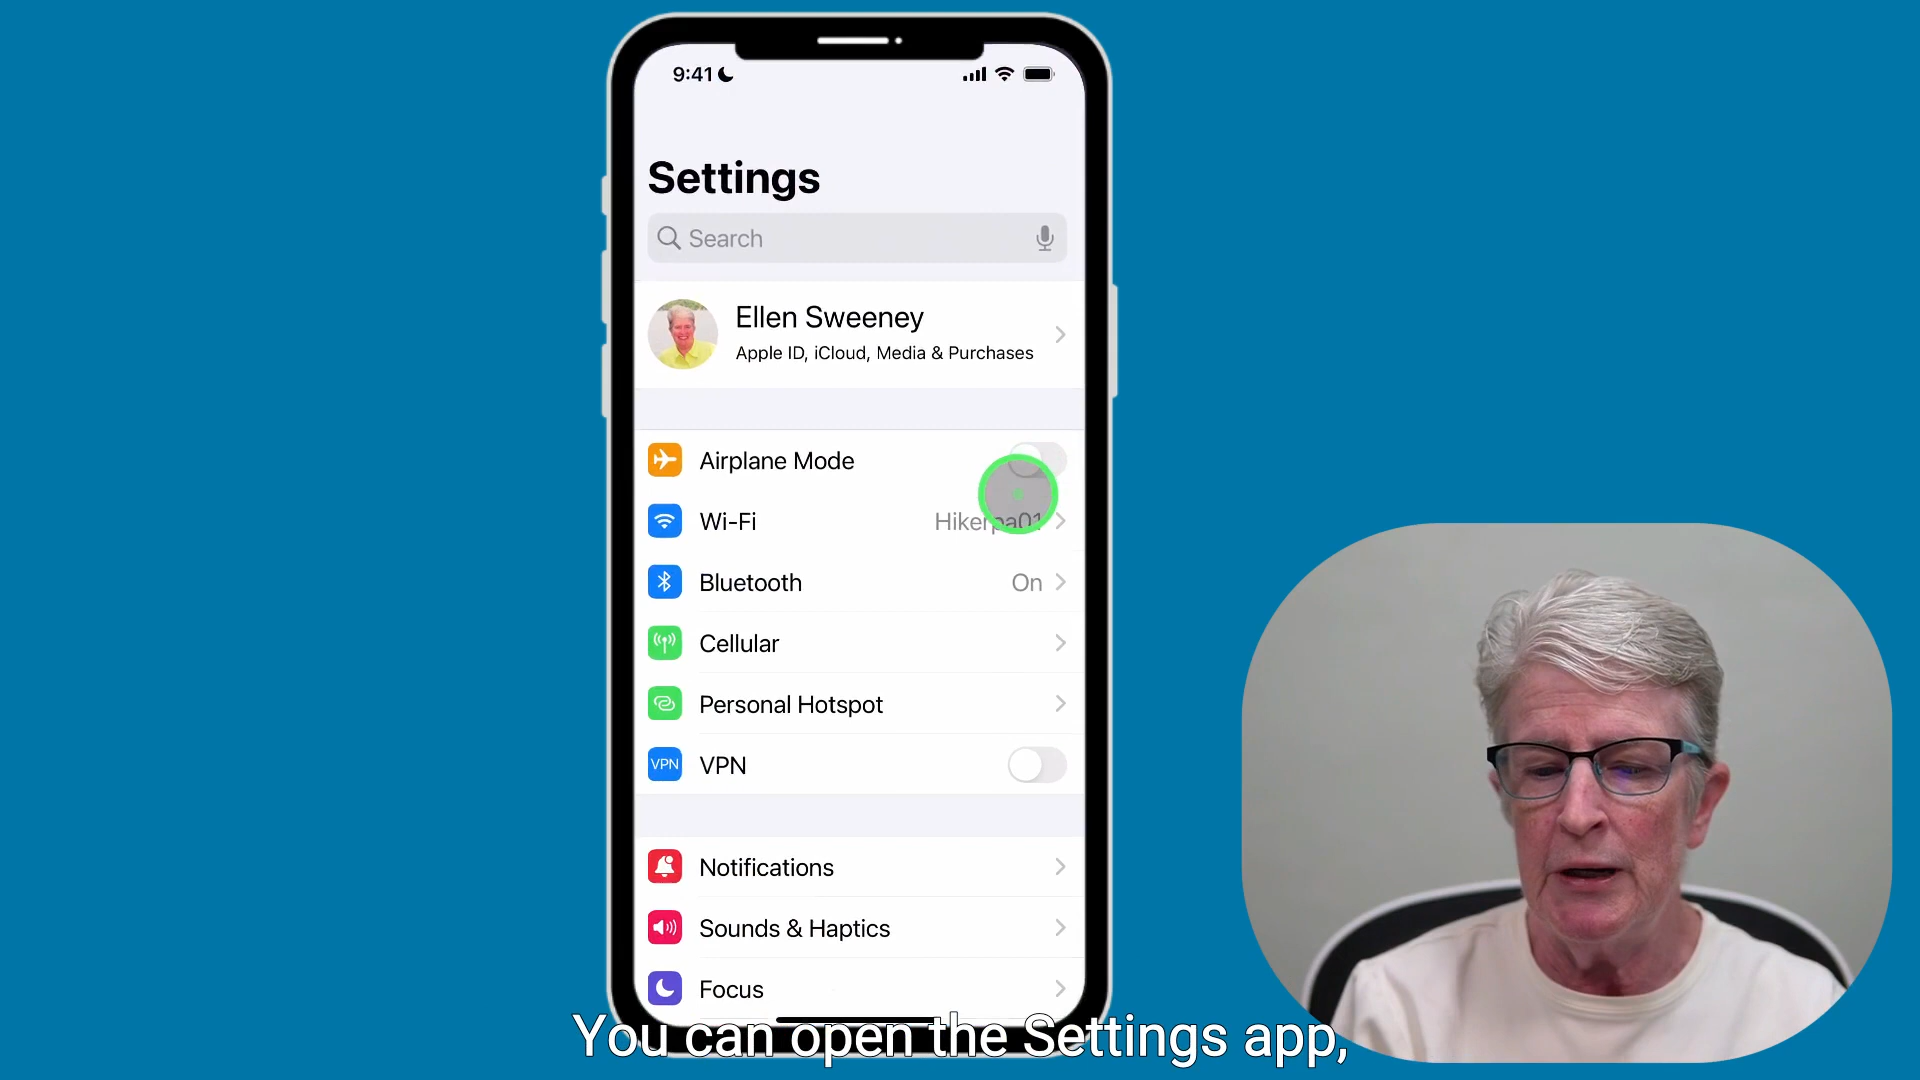 9:41
Settings
Search
Ellen Sweeney
Apple ID, iCloud, Media & Purchases
Airplane Mode
Wi-Fi Hikerpa01
Bluetooth On
Cellular
Personal Hotspot
VPN VPN
Notifications
Sounds & Haptics
Focus
You can open the Settings app,